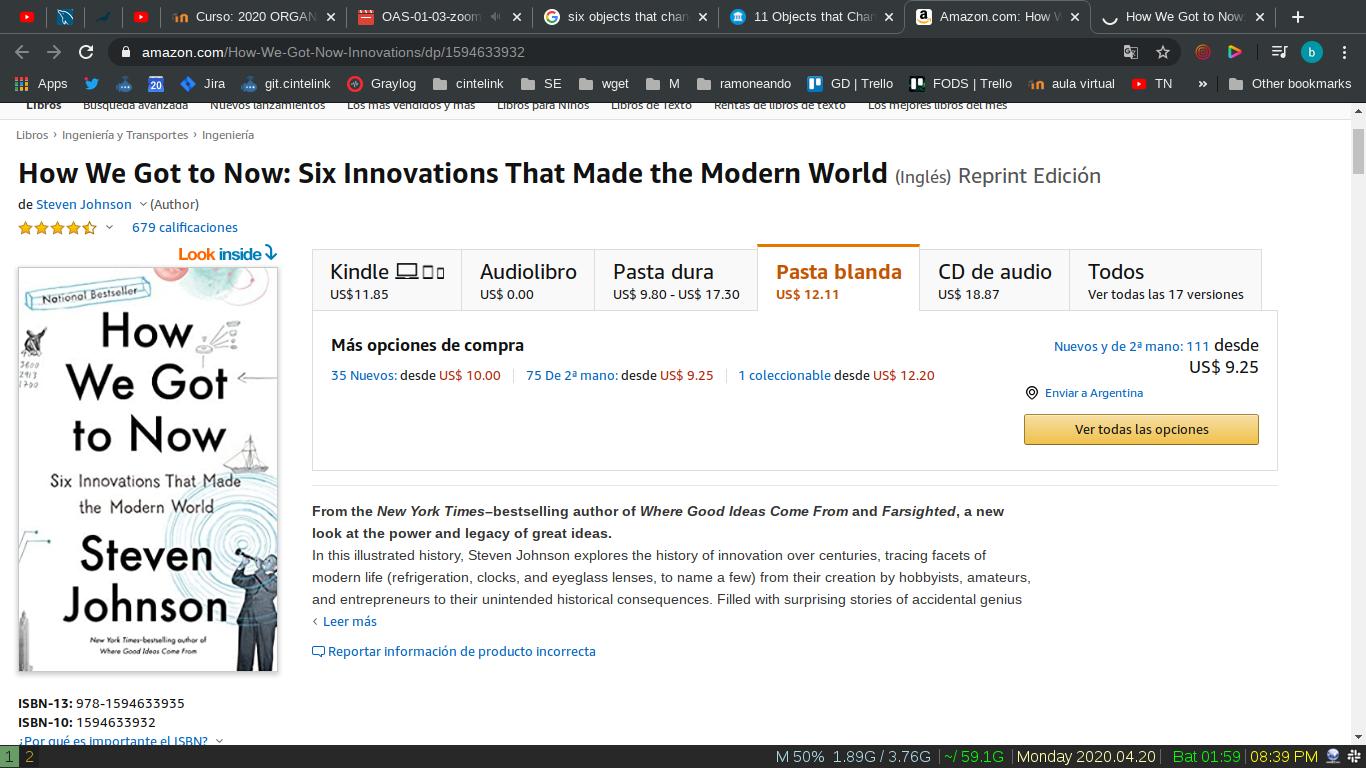 Curso: 2020 ORGAN
OAS-01-03-zoom
six objects that chan
11 Objects that Chan
Amazon.com: How W
How We Got to Now
amazon.com/How-We-Got-Now-Innovations/dp/1594633932
b
Apps
20
Jira
git.cintelink
Graylog
cintelink
SE
wget
M
ramoneando
GD | Trello
FODS | Trello
aula virtual
TN
»
Other bookmarks
Libros Búsqueda avanzada Nuevos lanzamientos Los más vendidos y más Libros para Niños Libros de Texto Rentas de libros de texto Los mejores libros del mes
Libros › Ingeniería y Transportes › Ingeniería
How We Got to Now: Six Innovations That Made the Modern World (Inglés) Reprint Edición
de Steven Johnson (Author)
679 calificaciones
Look inside
National Bestseller
How
We Got
to Now
Six Innovations That Made
the Modern World
Steven
Johnson
New York Times-bestselling author of
Where Good Ideas Come From
Kindle
US$11.85
Audiolibro
US$ 0.00
Pasta dura
US$ 9.80 - US$ 17.30
Pasta blanda
US$ 12.11
CD de audio
US$ 18.87
Todos
Ver todas las 17 versiones
Más opciones de compra
35 Nuevos: desde US$ 10.00
75 De 2ª mano: desde US$ 9.25
1 coleccionable desde US$ 12.20
Nuevos y de 2ª mano: 111 desde
US$ 9.25
Enviar a Argentina
Ver todas las opciones
From the New York Times–bestselling author of Where Good Ideas Come From and Farsighted, a new
look at the power and legacy of great ideas.
In this illustrated history, Steven Johnson explores the history of innovation over centuries, tracing facets of
modern life (refrigeration, clocks, and eyeglass lenses, to name a few) from their creation by hobbyists, amateurs,
and entrepreneurs to their unintended historical consequences. Filled with surprising stories of accidental genius
‹ Leer más
Reportar información de producto incorrecta
ISBN-13: 978-1594633935
ISBN-10: 1594633932
¿Por qué es importante el ISBN?
1 2
M 50% 1.89G / 3.76G | ~/ 59.1G | Monday 2020.04.20 | Bat 01:59 | 08:39 PM